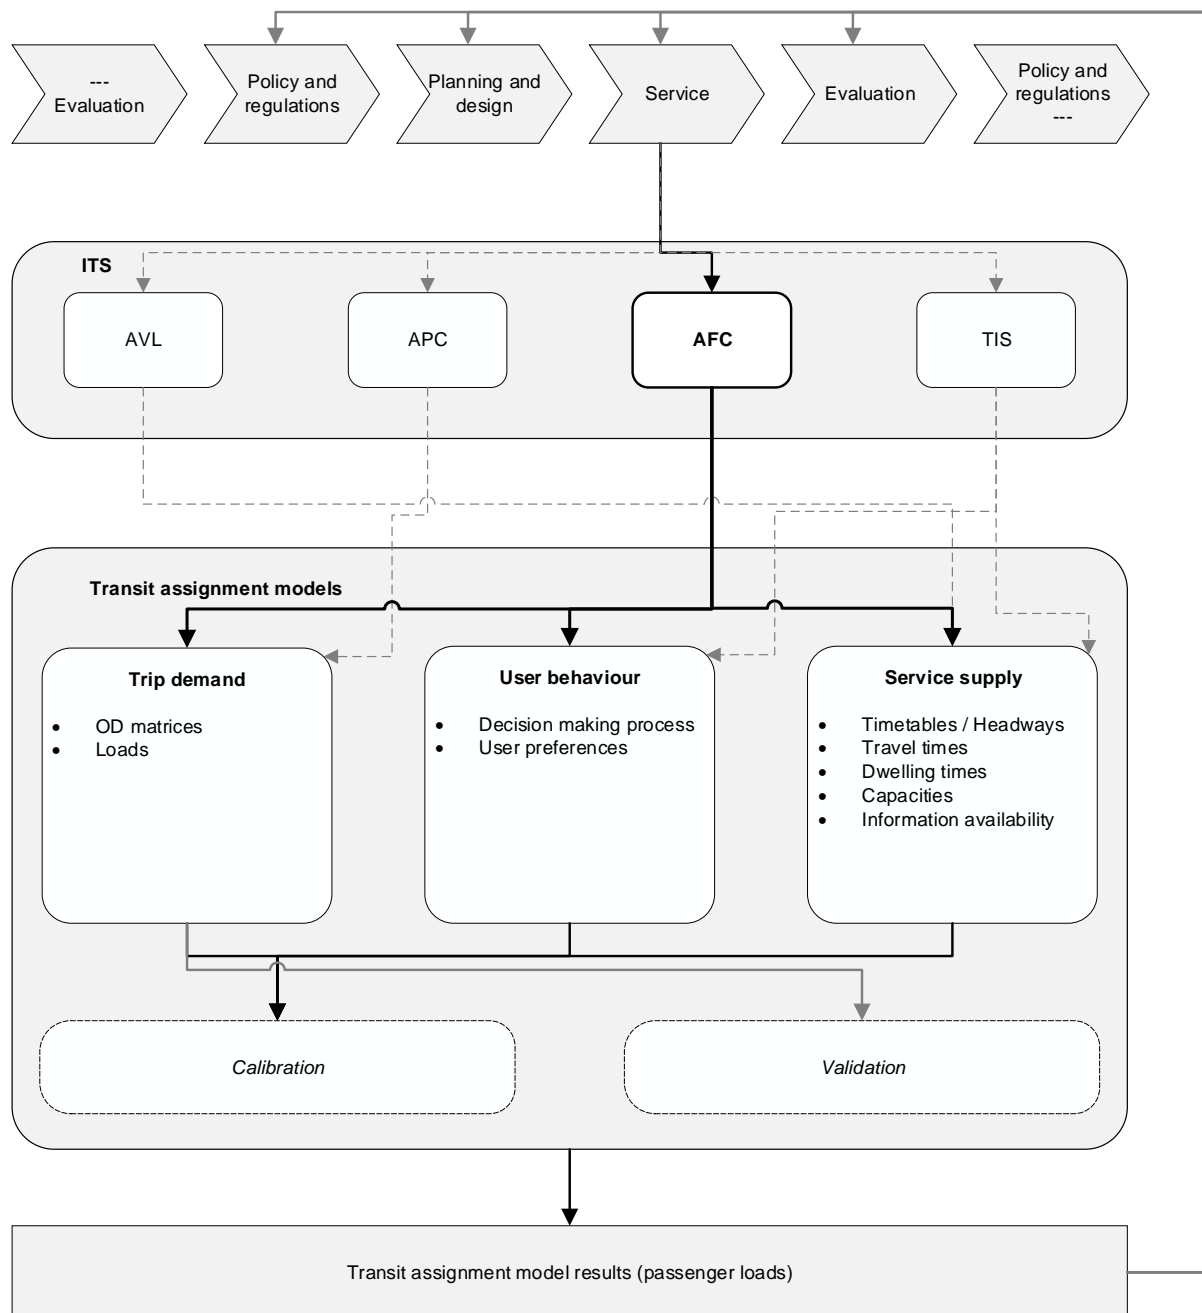 ---
Evaluation
Policy and
regulations
Planning and
design
Service
Evaluation
Policy and
regulations
---
ITS
AVL
APC
AFC
TIS
Transit assignment models
Trip demand
• OD matrices
• Loads
User behaviour
• Decision making process
• User preferences
Service supply
• Timetables / Headways
• Travel times
• Dwelling times
• Capacities
• Information availability
Calibration
Validation
Transit assignment model results (passenger loads)